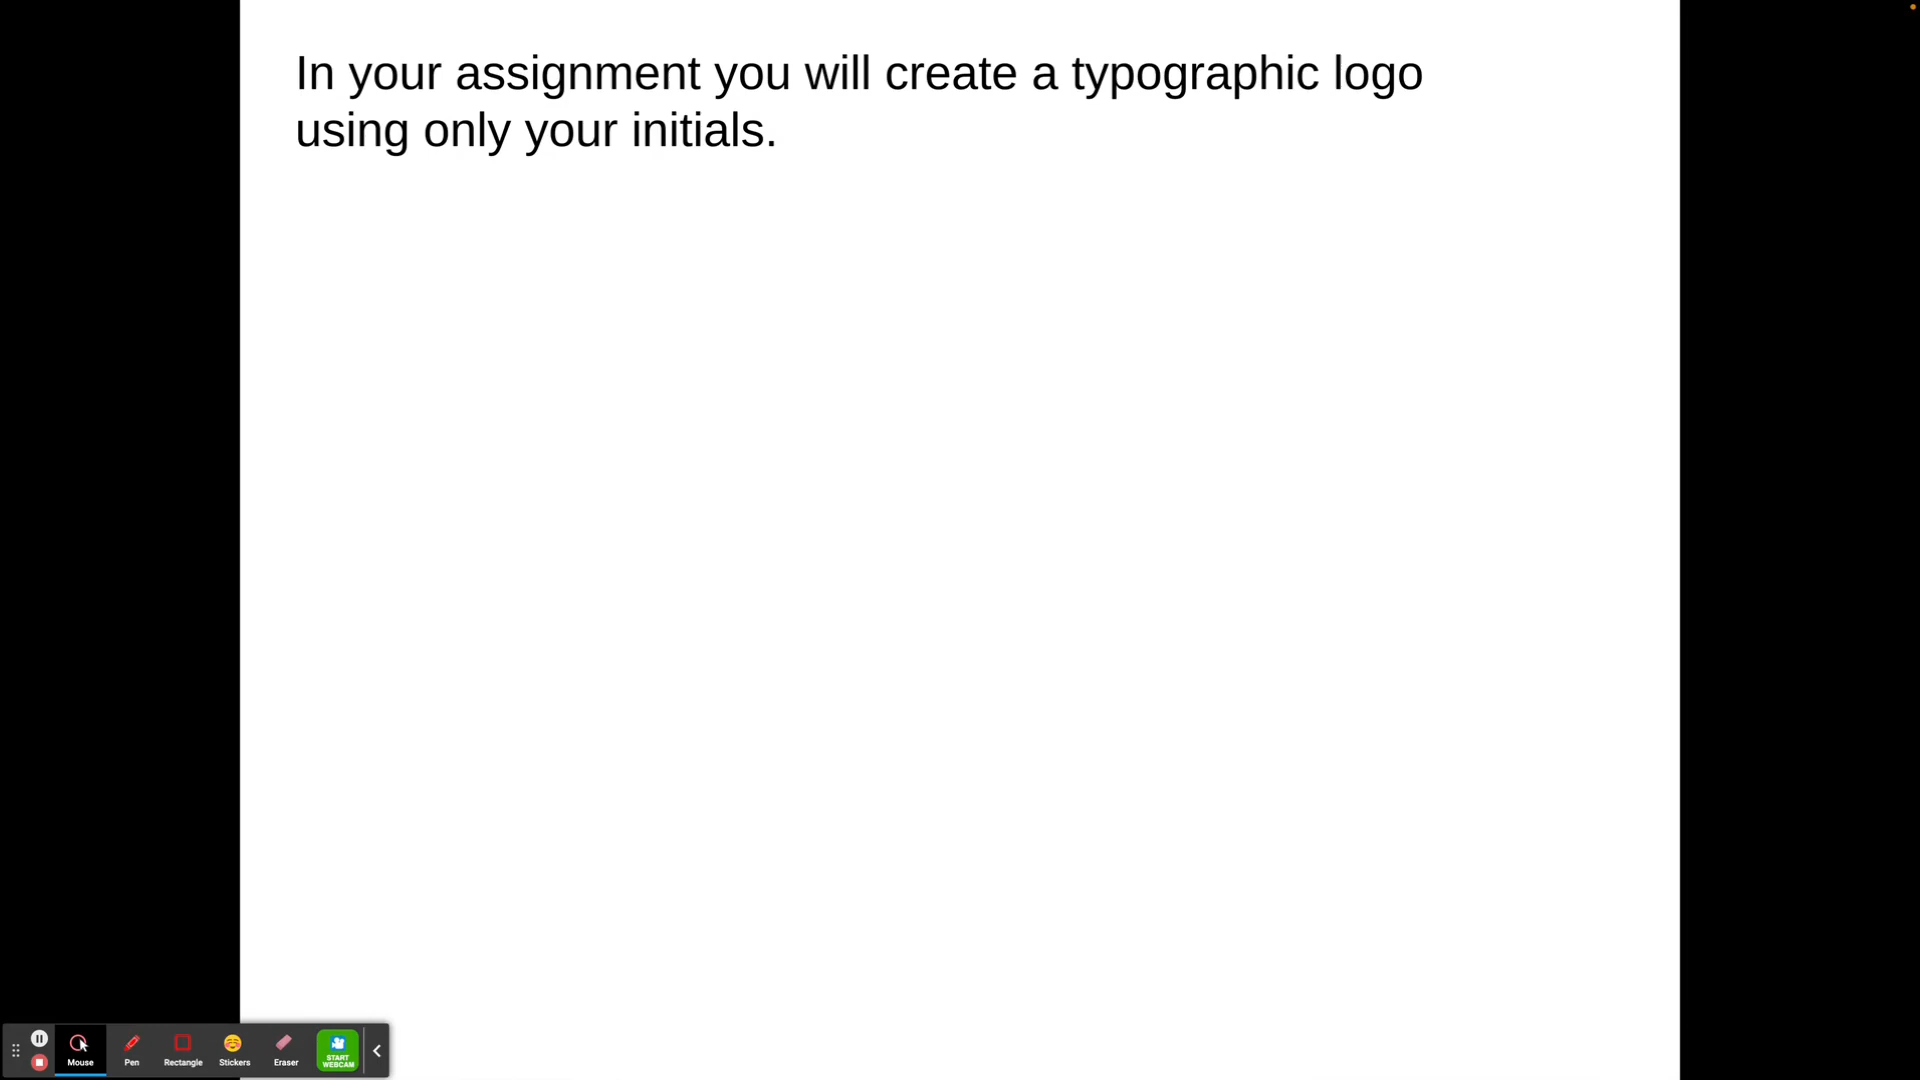 In your assignment you will create a typographic logo
using only your initials.
Mouse
Pen
Rectangle
Stickers
Eraser
START
WEBCAM